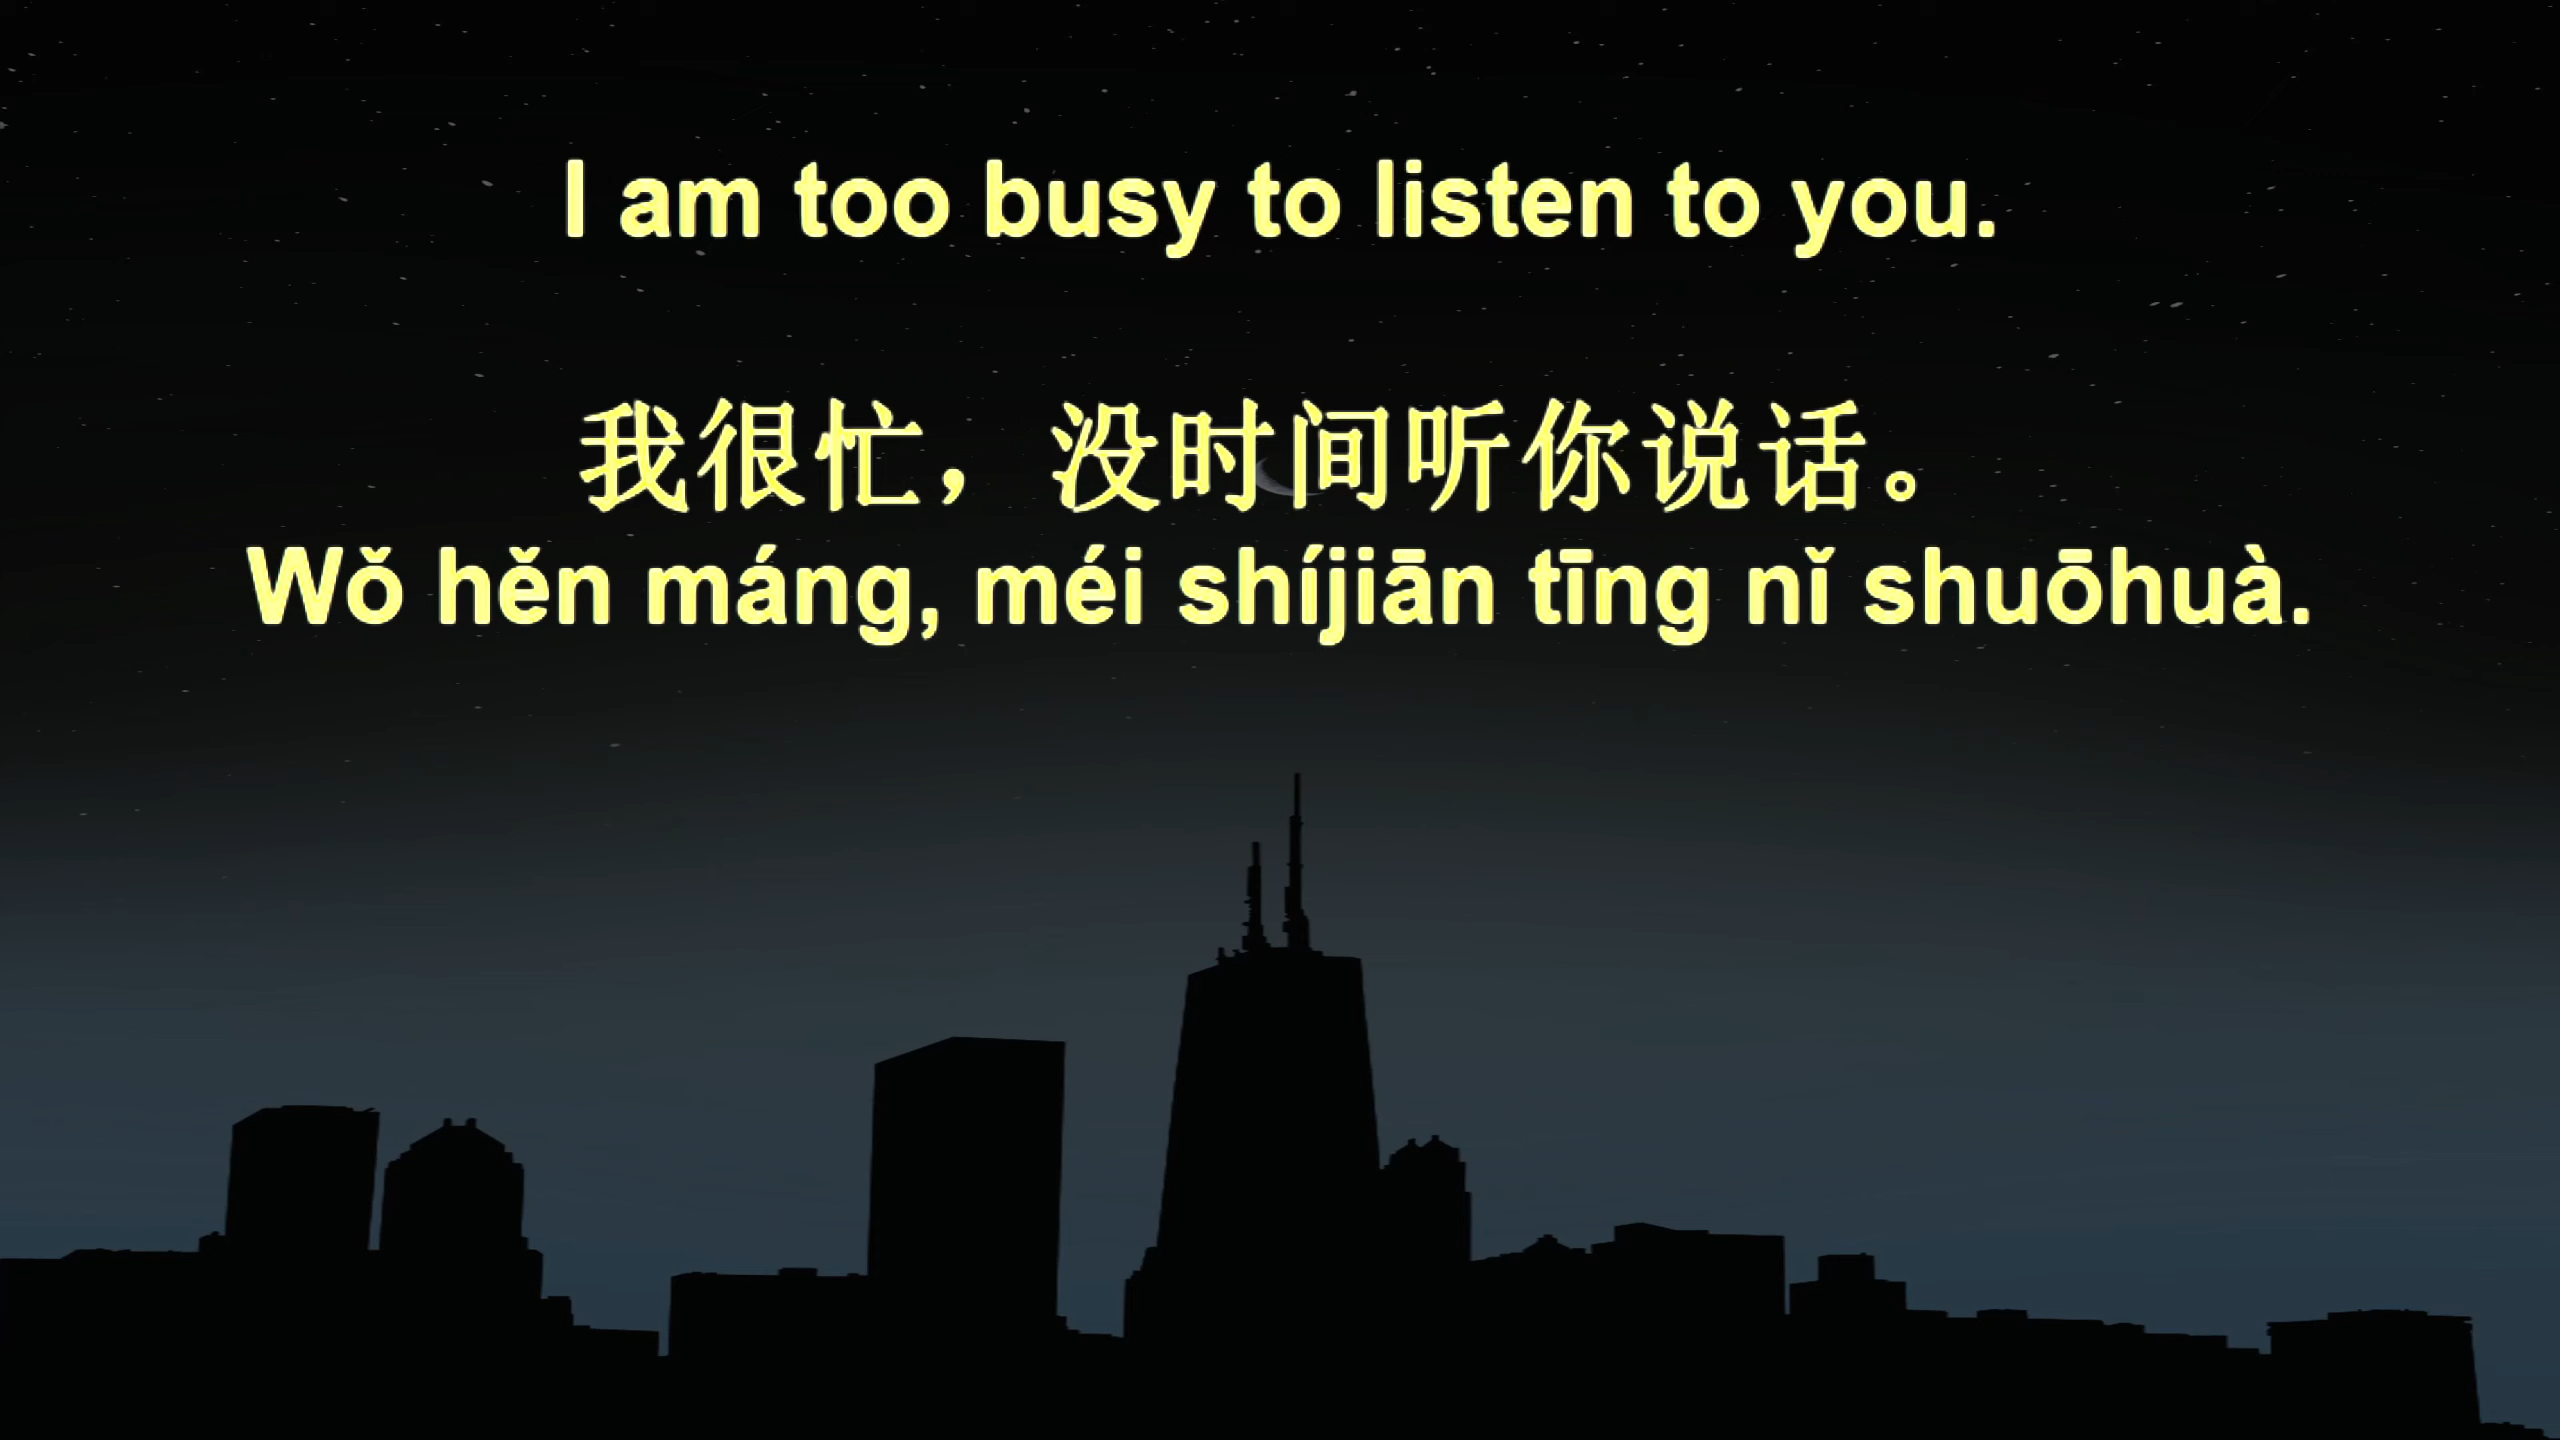 I am too busy to listen to you.
我很忙，没时间听你说话。
Wǒ hěn máng, méi shíjiān tīng nǐ shuōhuà.